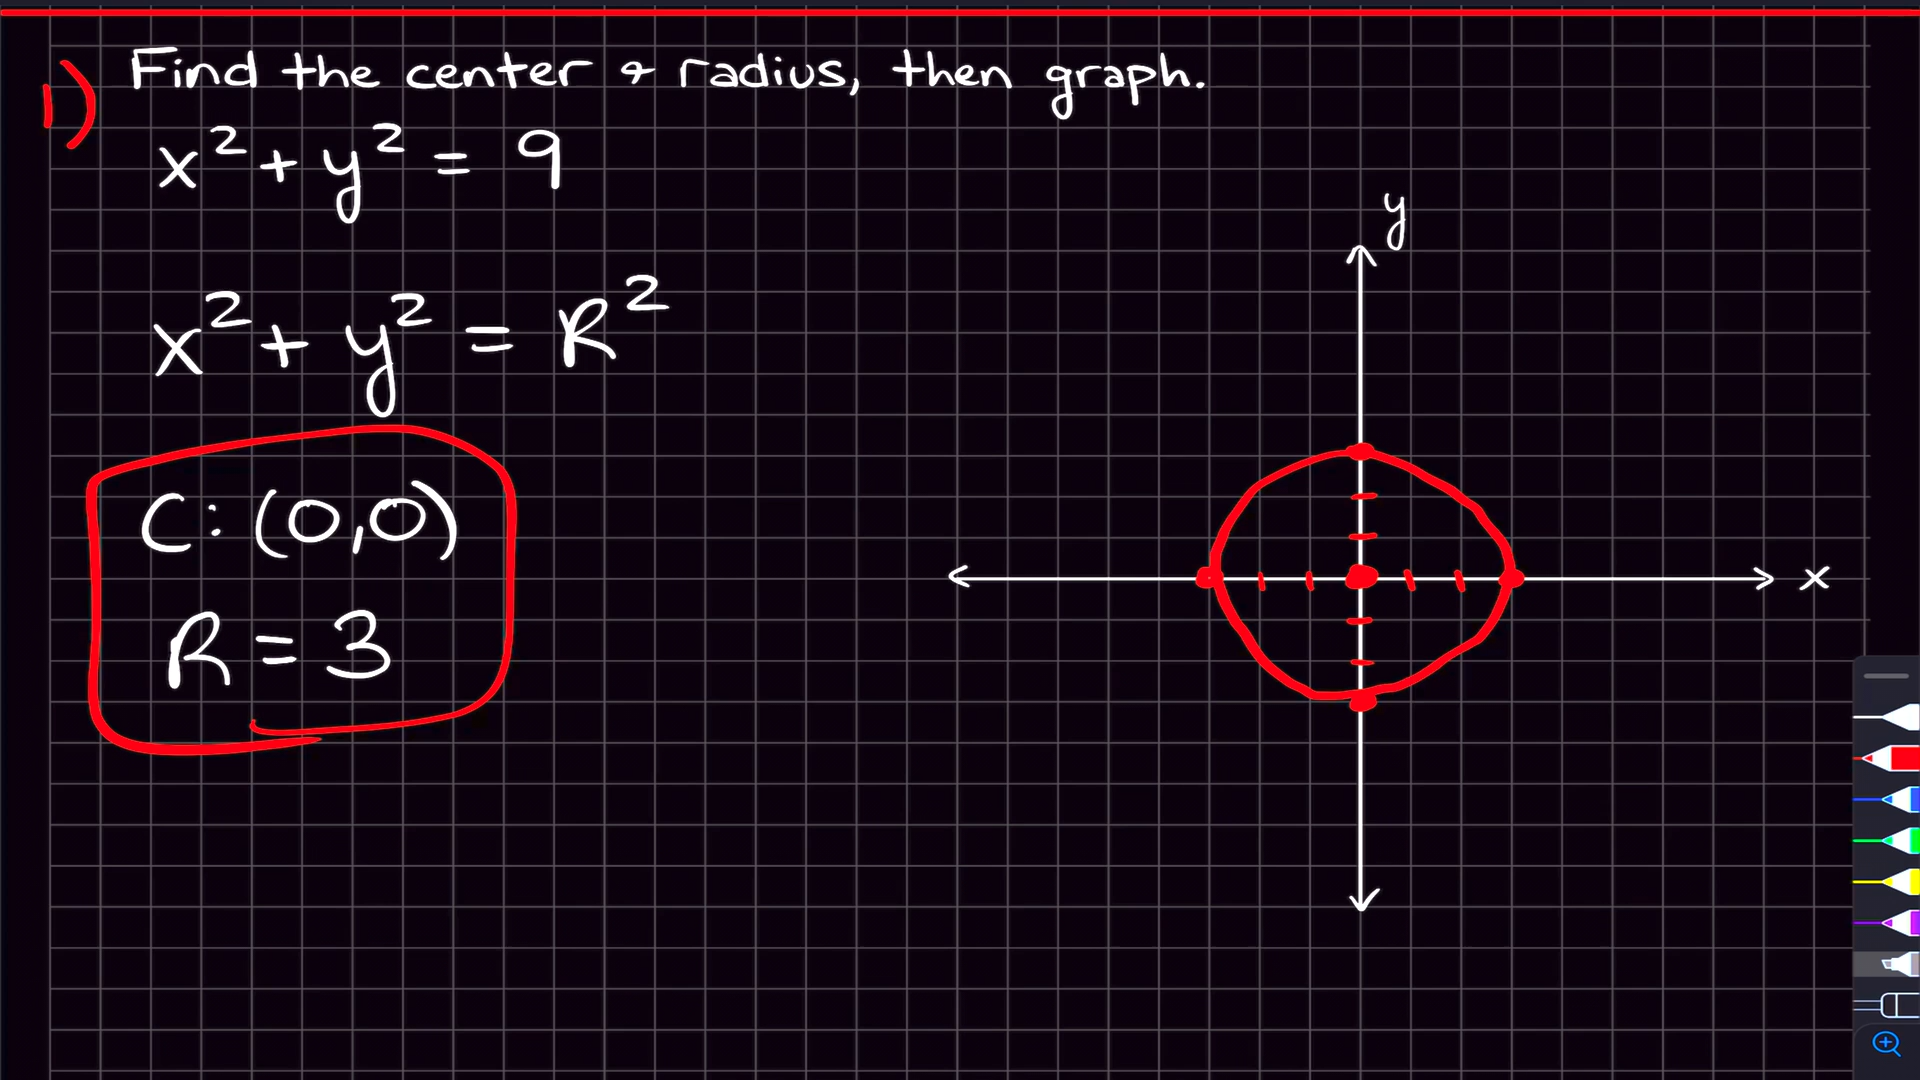 1) Find the center & radius, then graph.
x² + y² = 9
x² + y² = R²
C: (0,0)
R = 3
y
x